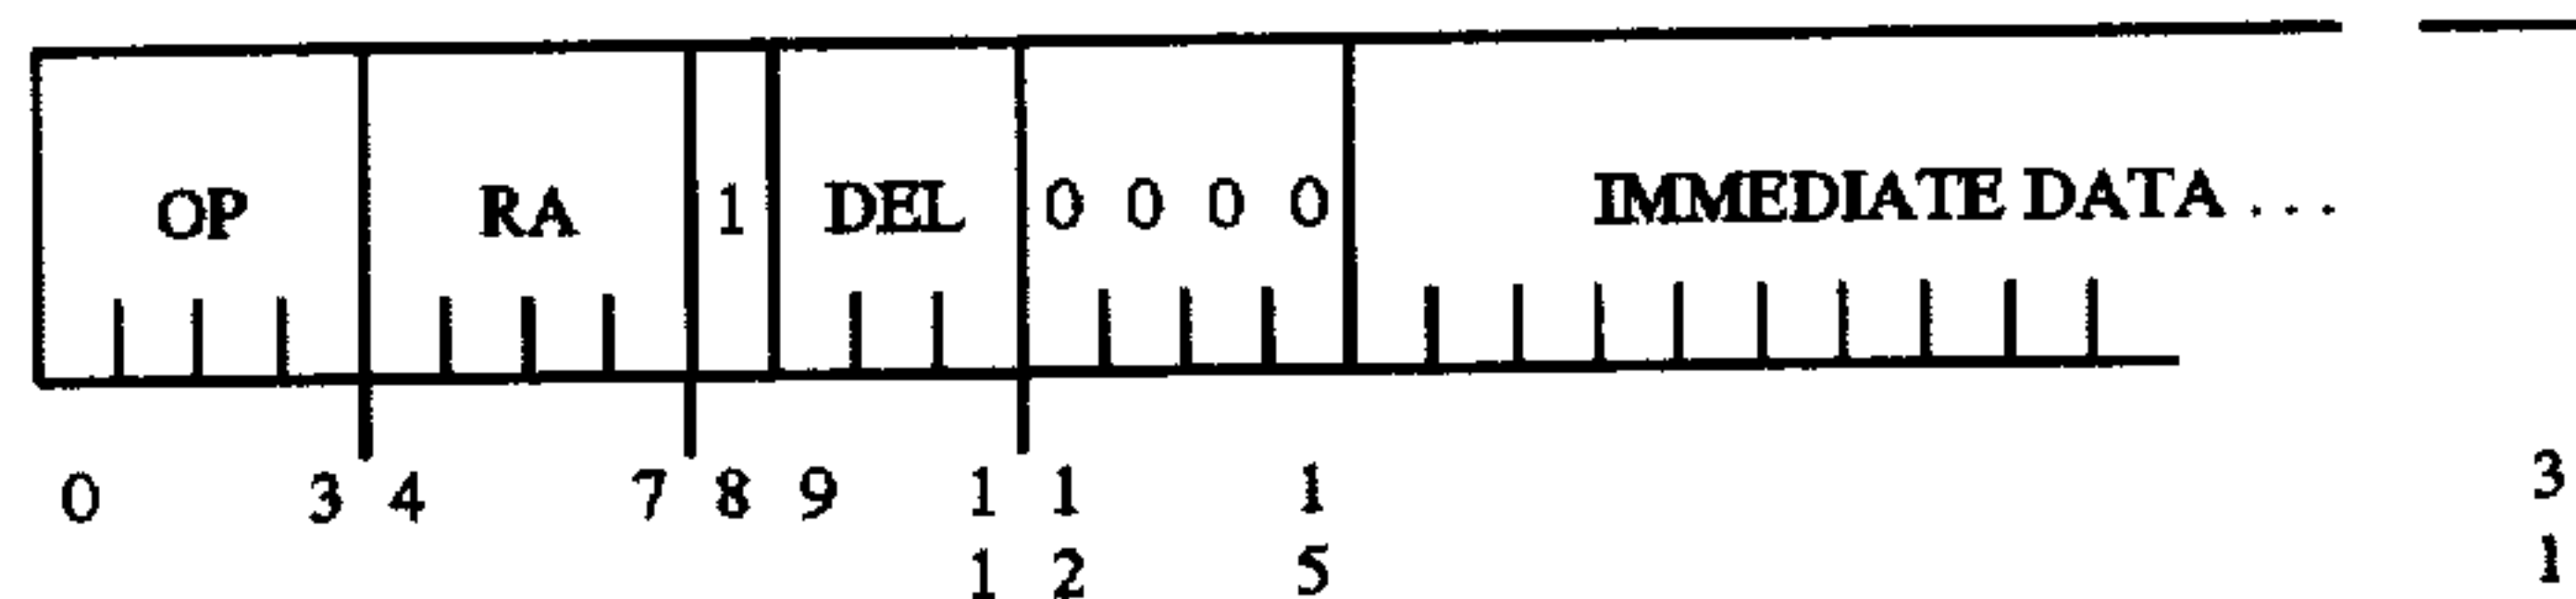 OP RA 1 DEL 0 0 0 0 IMMEDIATE DATA . . .
0 3 4 7 8 9 1 1 1 3
1 2 5 1